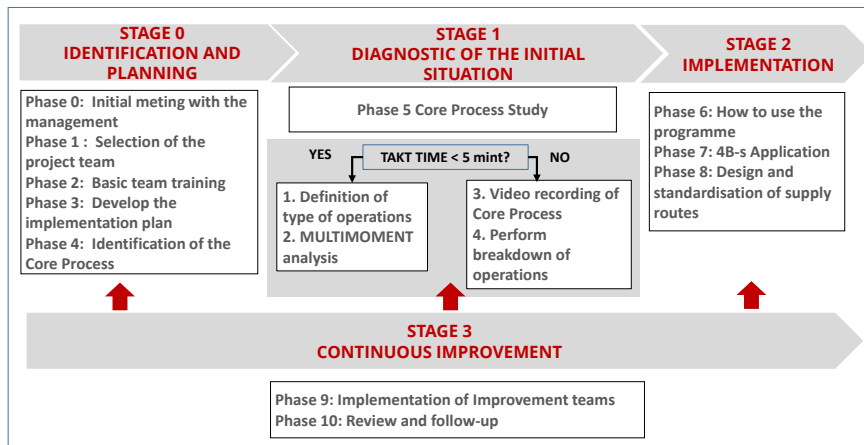 STAGE 0
IDENTIFICATION AND
PLANNING
STAGE 1
DIAGNOSTIC OF THE INITIAL
SITUATION
STAGE 2
IMPLEMENTATION
Phase 0:  Initial meting with the
management
Phase 1 :  Selection of the
project team
Phase 2:  Basic team training
Phase 3:  Develop the
implementation plan
Phase 4:  Identification of the
Core Process
Phase 5 Core Process Study
YES
TAKT TIME < 5 mint?
NO
1. Definition of
type of operations
2. MULTIMOMENT
analysis
3. Video recording of
Core Process
4. Perform
breakdown of
operations
Phase 6: How to use the
programme
Phase 7: 4B-s Application
Phase 8: Design and
standardisation of supply
routes
STAGE 3
CONTINUOUS IMPROVEMENT
Phase 9: Implementation of Improvement teams
Phase 10: Review and follow-up